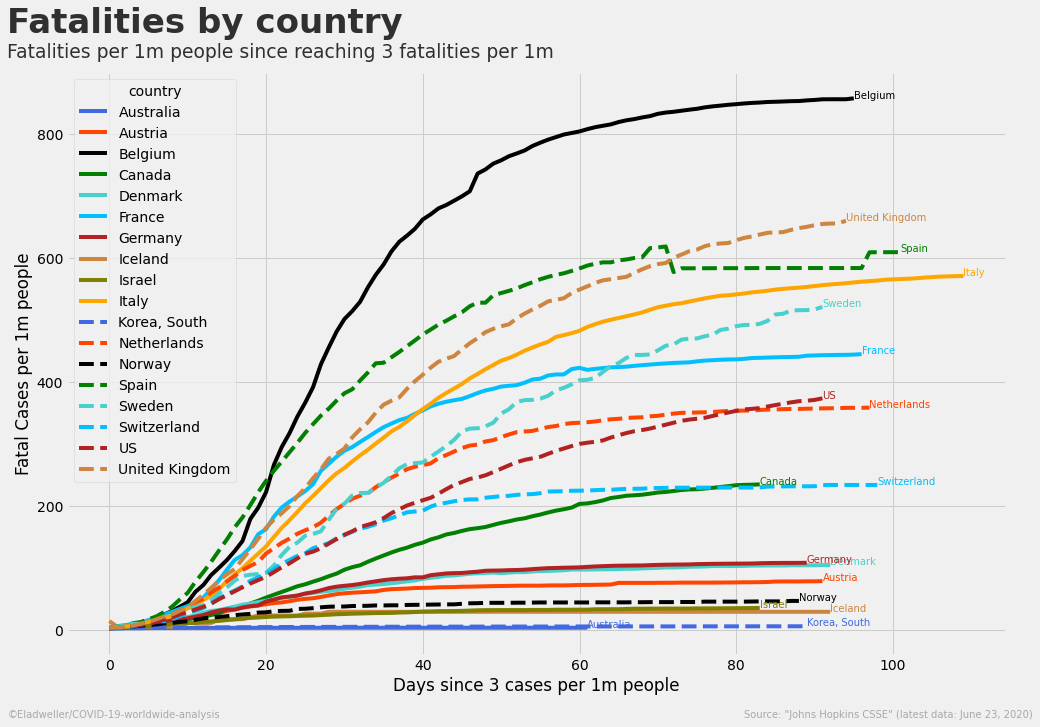 Fatalities by country
Fatalities per 1m people since reaching 3 fatalities per 1m
country
Australia
Austria
Belgium
Canada
Denmark
France
Germany
Iceland
Israel
Italy
Korea, South
Netherlands
Norway
Spain
Sweden
Switzerland
US
United Kingdom
Fatal Cases per 1m people
800
600
400
200
0
Belgium
United Kingdom
Spain
Italy
Sweden
France
US
Netherlands
Canada
Switzerland
Germany
Denmark
Austria
Norway
Israel
Iceland
Australia
Korea, South
0 20 40 60 80 100
Days since 3 cases per 1m people
©Eladweller/COVID-19-worldwide-analysis
Source: "Johns Hopkins CSSE" (latest data: June 23, 2020)